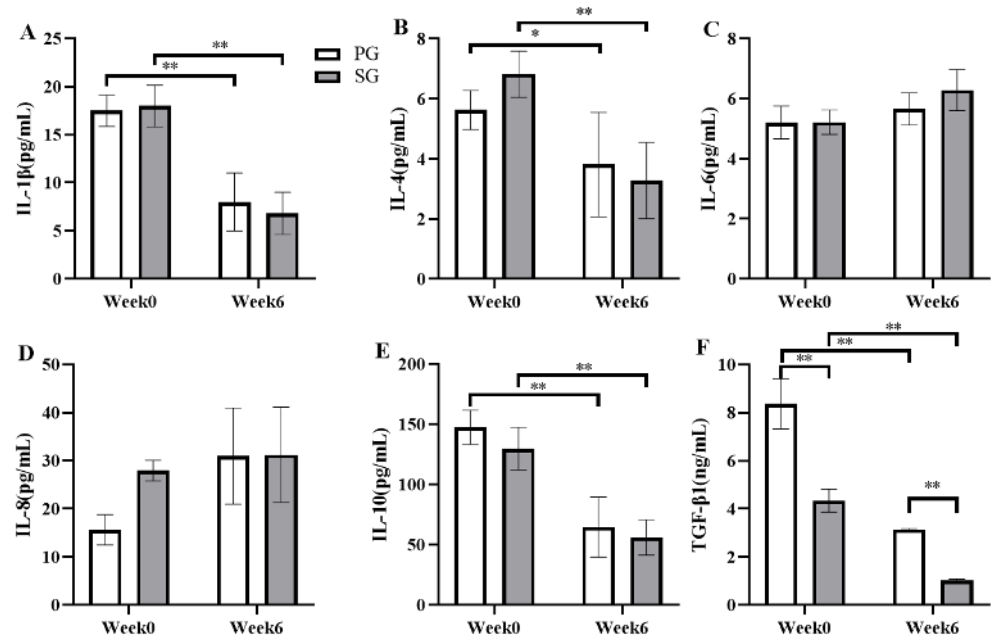 A
IL-1β(pg/mL)
25
20
15
10
5
0
**
**
Week0
Week6
PG
SG
B
IL-4(pg/mL)
8
6
4
2
0
**
*
Week0
Week6
C
IL-6(pg/mL)
8
6
4
2
0
Week0
Week6
D
IL-8(pg/mL)
50
40
30
20
10
0
Week0
Week6
E
IL-10(pg/mL)
200
150
100
50
0
**
**
Week0
Week6
F
TGF-β1(ng/mL)
10
8
6
4
2
0
**
**
**
**
Week0
Week6